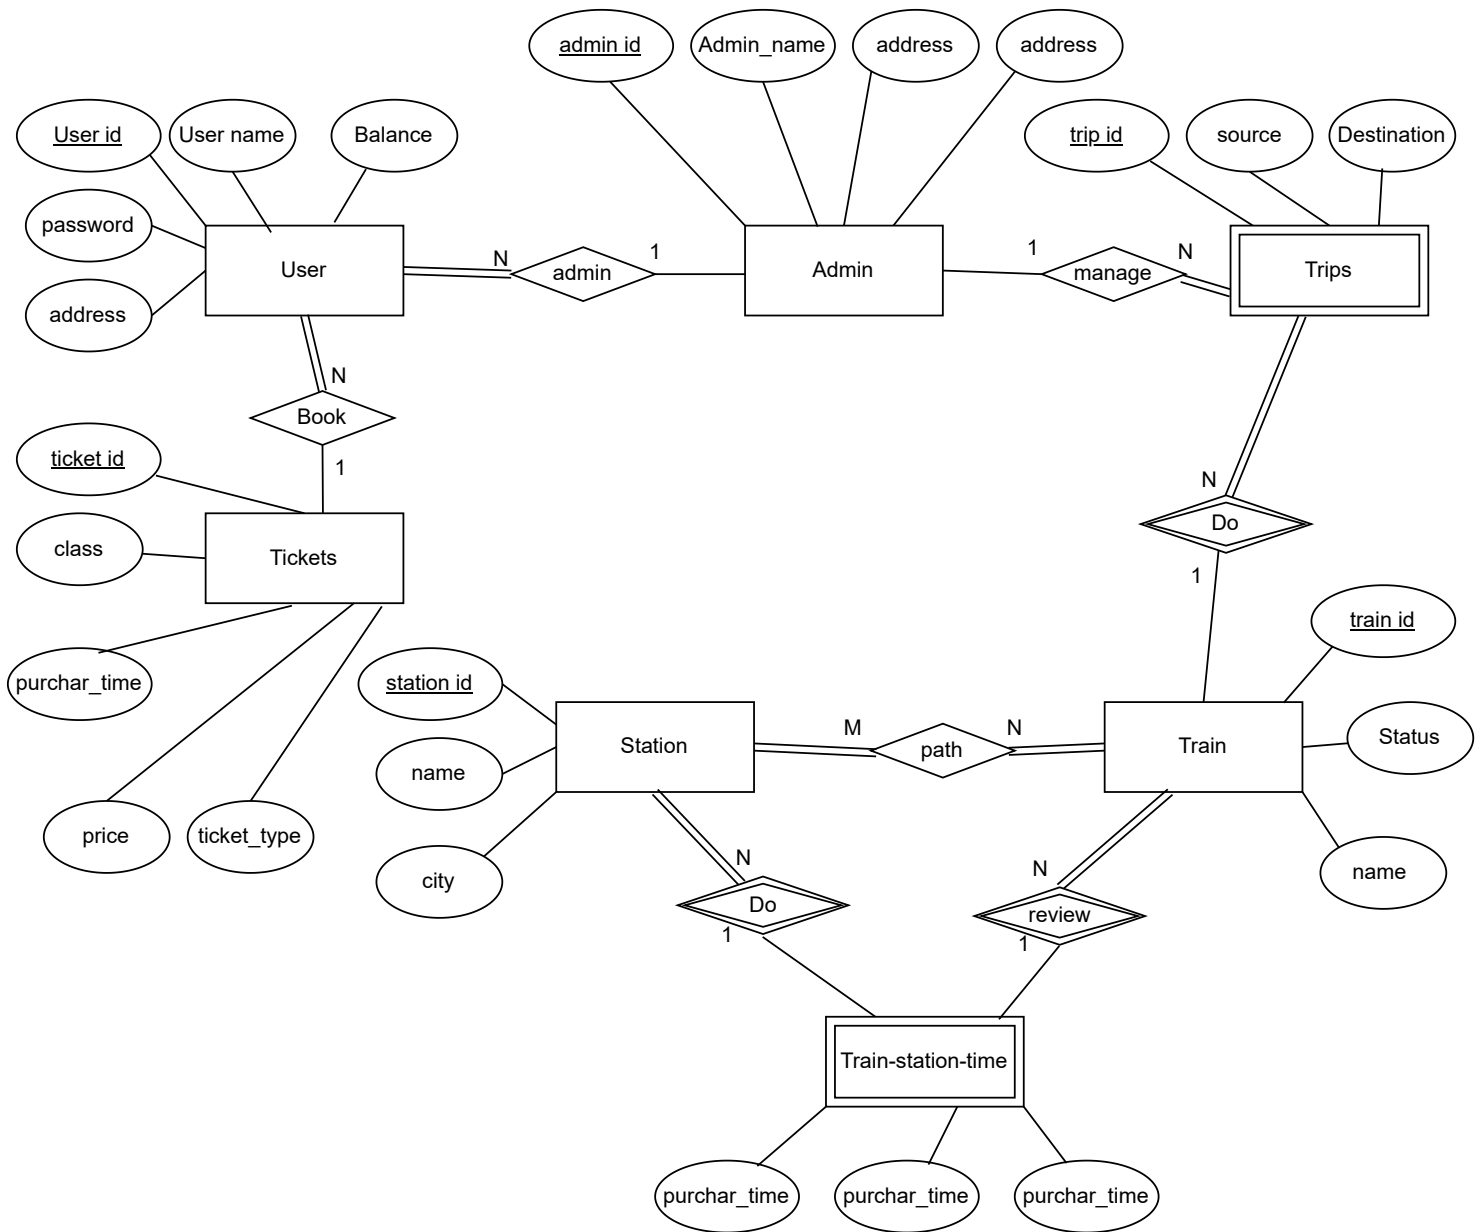 admin id
Admin_name
address
address
User id
User name
Balance
trip id
source
Destination
password
address
User
N
admin
1
Admin
1
manage
N
Trips
N
Book
1
ticket id
class
Tickets
purchar_time
price
ticket_type
N
Do
1
train id
station id
name
city
Station
M
path
N
Train
Status
name
N
Do
1
N
review
1
Train-station-time
purchar_time
purchar_time
purchar_time